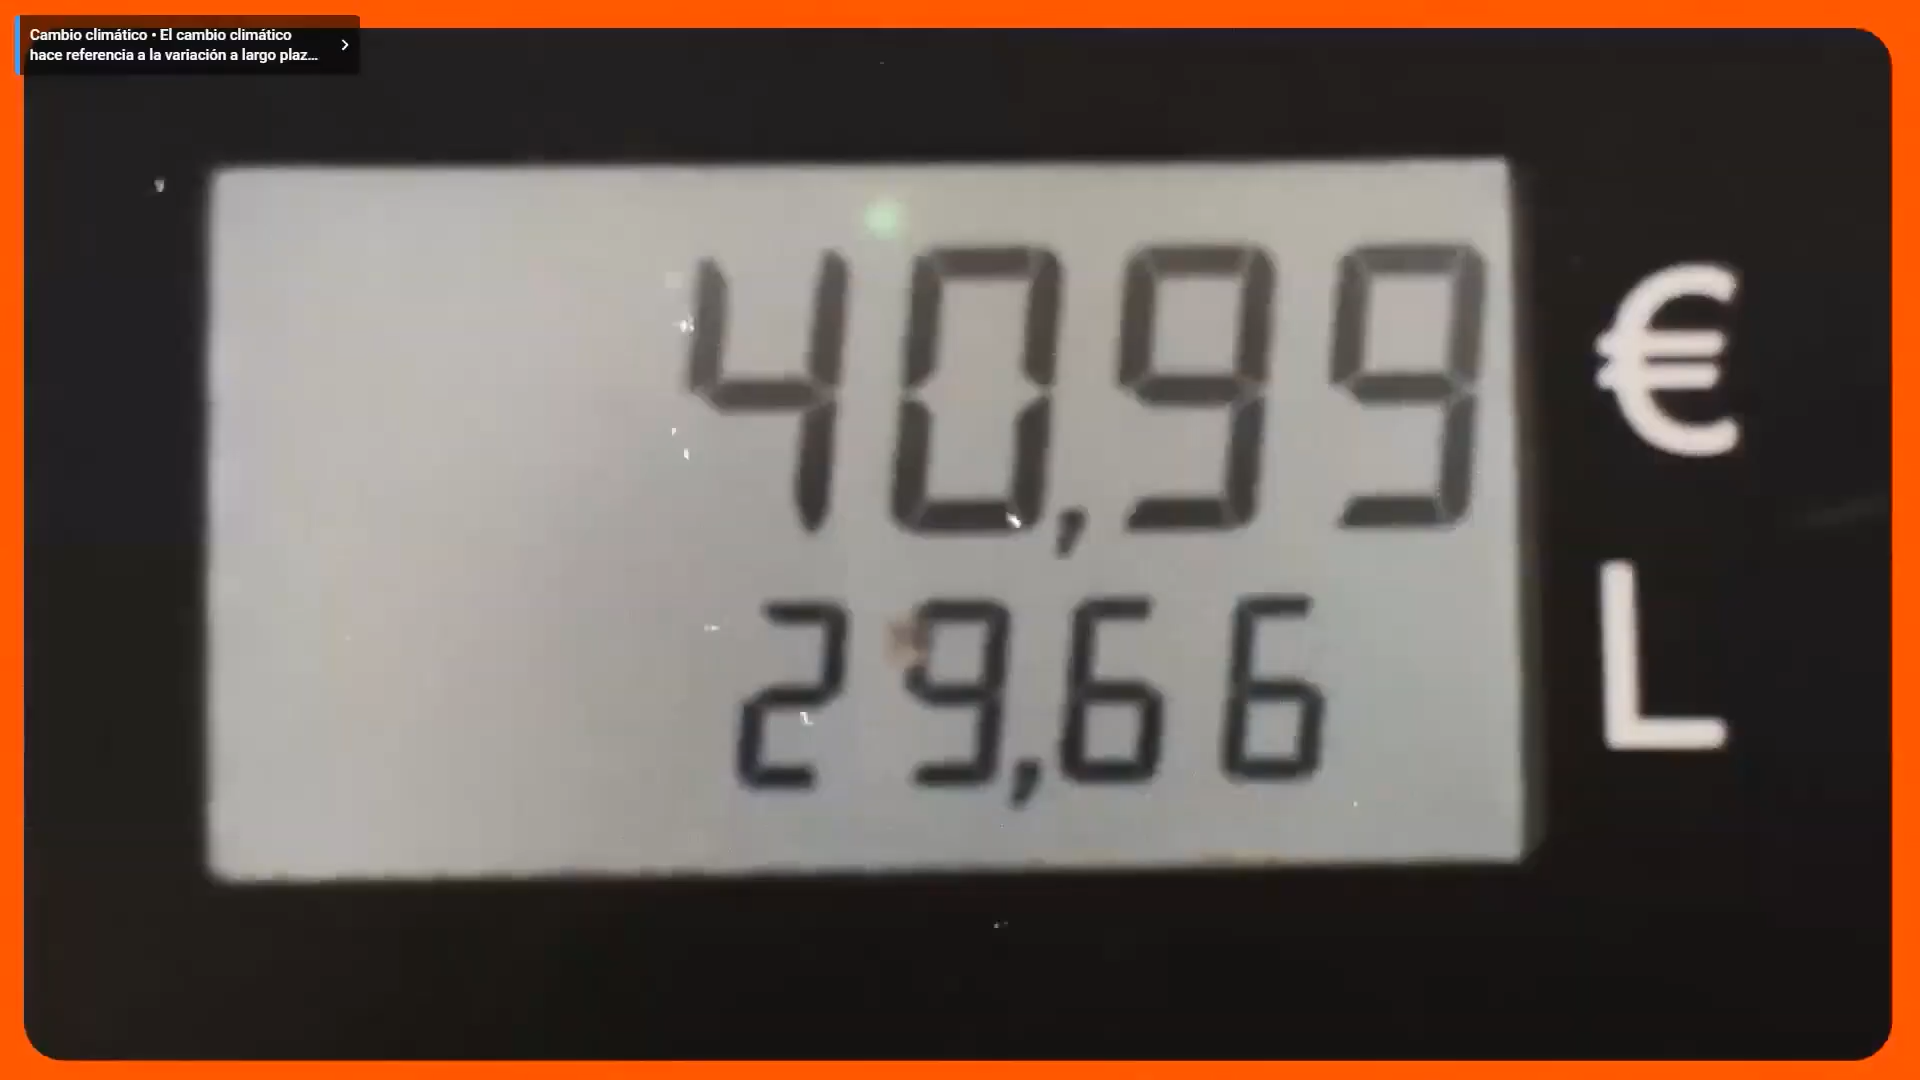 Cambio climático • El cambio climático
hace referencia a la variación a largo plaz...
40,99 €
29,66 L